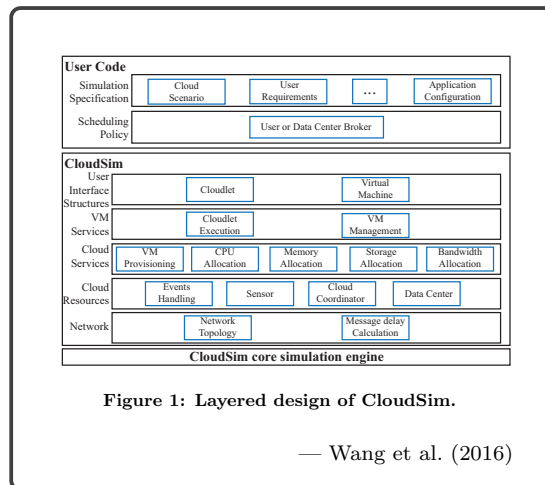 User Code
Simulation
Specification
Cloud
Scenario
User
Requirements
...
Application
Configuration
Scheduling
Policy
User or Data Center Broker
CloudSim
User
Interface
Structures
Cloudlet
Virtual
Machine
VM
Services
Cloudlet
Execution
VM
Management
Cloud
Services
VM
Provisioning
CPU
Allocation
Memory
Allocation
Storage
Allocation
Bandwidth
Allocation
Cloud
Resources
Events
Handling
Sensor
Cloud
Coordinator
Data Center
Network
Network
Topology
Message delay
Calculation
CloudSim core simulation engine
Figure 1: Layered design of CloudSim.
— Wang et al. (2016)